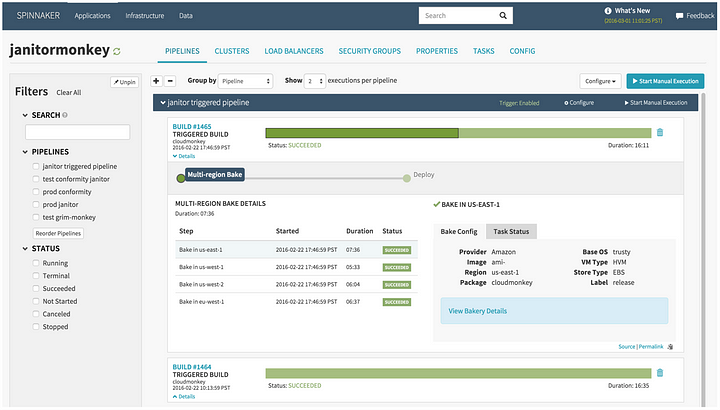 SPINNAKER Applications Infrastructure Data Search What's New Feedback
(2016-03-01 11:01:25 PST)
janitormonkey PIPELINES CLUSTERS LOAD BALANCERS SECURITY GROUPS PROPERTIES TASKS CONFIG
Unpin
Filters Clear All
SEARCH
PIPELINES
janitor triggered pipeline
test conformity janitor
prod conformity
prod janitor
test grim-monkey
Reorder Pipelines
STATUS
Running
Terminal
Succeeded
Not Started
Canceled
Stopped
Group by Pipeline Show 2 executions per pipeline Configure Start Manual Execution
janitor triggered pipeline Trigger: Enabled Configure Start Manual Execution
BUILD #1465
TRIGGERED BUILD
cloudmonkey
2016-02-22 17:46:59 PST
Details
Status: SUCCEEDED Duration: 16:11
Multi-region Bake Deploy
MULTI-REGION BAKE DETAILS
Duration: 07:36
Step Started Duration Status
Bake in us-east-1 2016-02-22 17:46:59 PST 07:36 SUCCEEDED
Bake in us-west-1 2016-02-22 17:46:59 PST 05:33 SUCCEEDED
Bake in us-west-2 2016-02-22 17:46:59 PST 06:04 SUCCEEDED
Bake in eu-west-1 2016-02-22 17:46:59 PST 06:37 SUCCEEDED
BAKE IN US-EAST-1
Bake Config Task Status
Provider Amazon Base OS trusty
Image ami- VM Type HVM
Region us-east-1 Store Type EBS
Package cloudmonkey Label release
View Bakery Details
Source | Permalink
BUILD #1464
TRIGGERED BUILD
cloudmonkey
2016-02-22 10:13:59 PST
Details
Status: SUCCEEDED Duration: 16:35